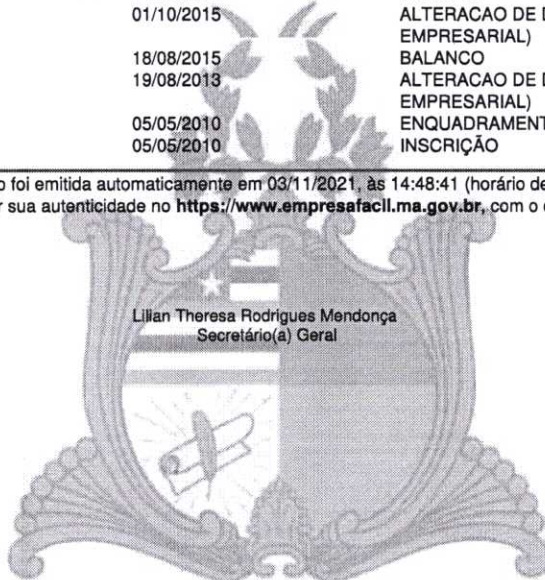 01/10/2015 ALTERACAO DE
EMPRESARIAL)
18/08/2015 BALANCO
19/08/2013 ALTERACAO DE
EMPRESARIAL)
05/05/2010 ENQUADRAMENT
05/05/2010 INSCRIÇÃO
o foi emitida automaticamente em 03/11/2021, às 14:48:41 (horário de
r sua autenticidade no https://www.empresafacil.ma.gov.br, com o
Lilian Theresa Rodrigues Mendonça
Secretário(a) Geral